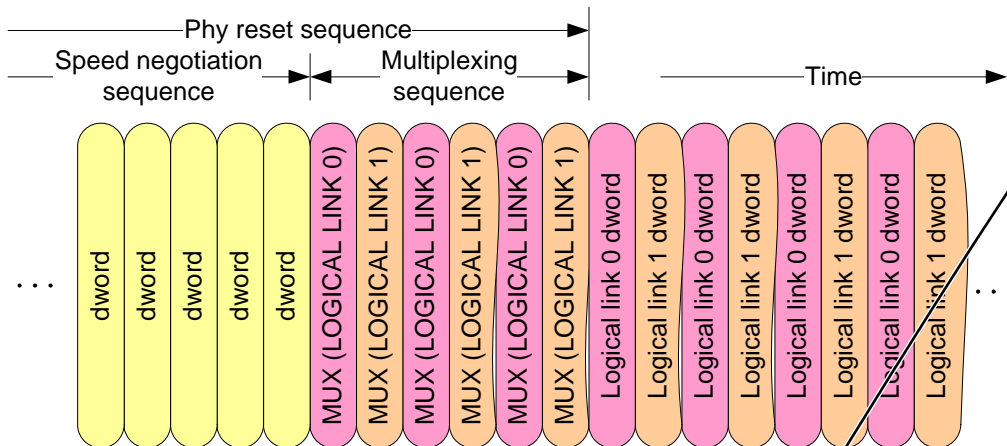 Phy reset sequence
Speed negotiation
sequence
Multiplexing
sequence
Time
. . .
dword
dword
dword
dword
dword
MUX (LOGICAL LINK 0)
MUX (LOGICAL LINK 1)
MUX (LOGICAL LINK 0)
MUX (LOGICAL LINK 1)
MUX (LOGICAL LINK 0)
MUX (LOGICAL LINK 1)
Logical link 0 dword
Logical link 1 dword
Logical link 0 dword
Logical link 1 dword
Logical link 0 dword
Logical link 1 dword
Logical link 0 dword
Logical link 1 dword
. .